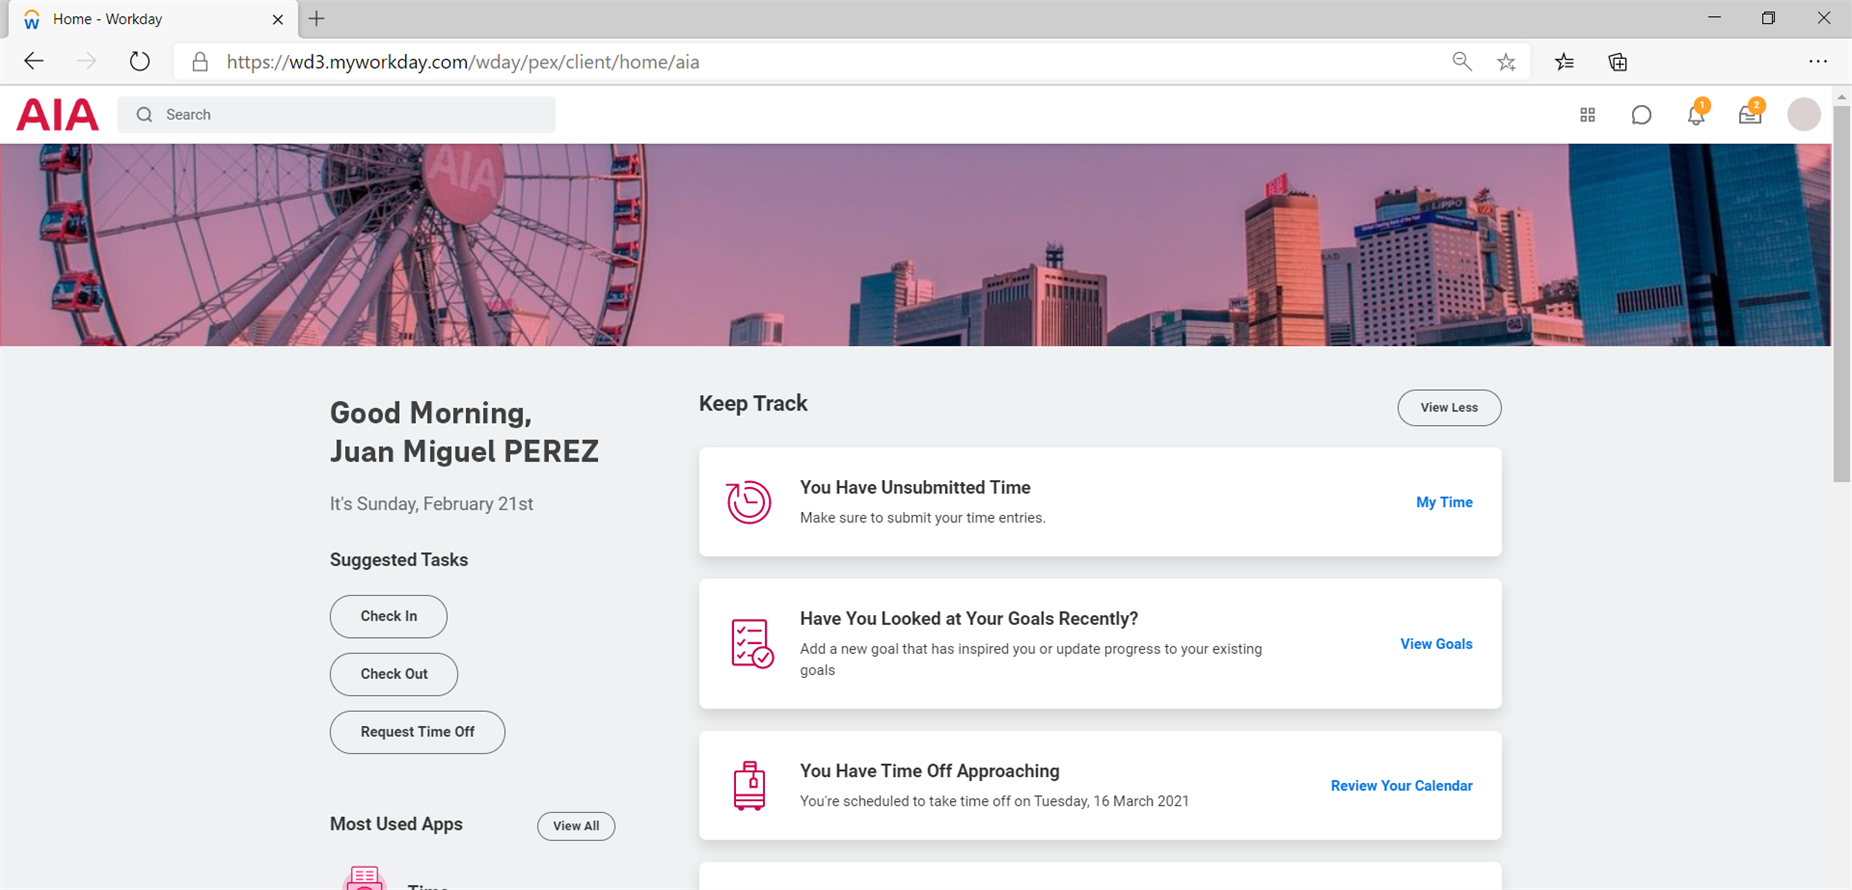 Home - Workday
https://wd3.myworkday.com/wday/pex/client/home/aia
AIA
Search
1
2
AIA
LIPPO
Good Morning,
Juan Miguel PEREZ
It's Sunday, February 21st
Suggested Tasks
Check In
Check Out
Request Time Off
Most Used Apps
View All
Time
Keep Track
View Less
You Have Unsubmitted Time
Make sure to submit your time entries.
My Time
Have You Looked at Your Goals Recently?
Add a new goal that has inspired you or update progress to your existing
goals
View Goals
You Have Time Off Approaching
You're scheduled to take time off on Tuesday, 16 March 2021
Review Your Calendar